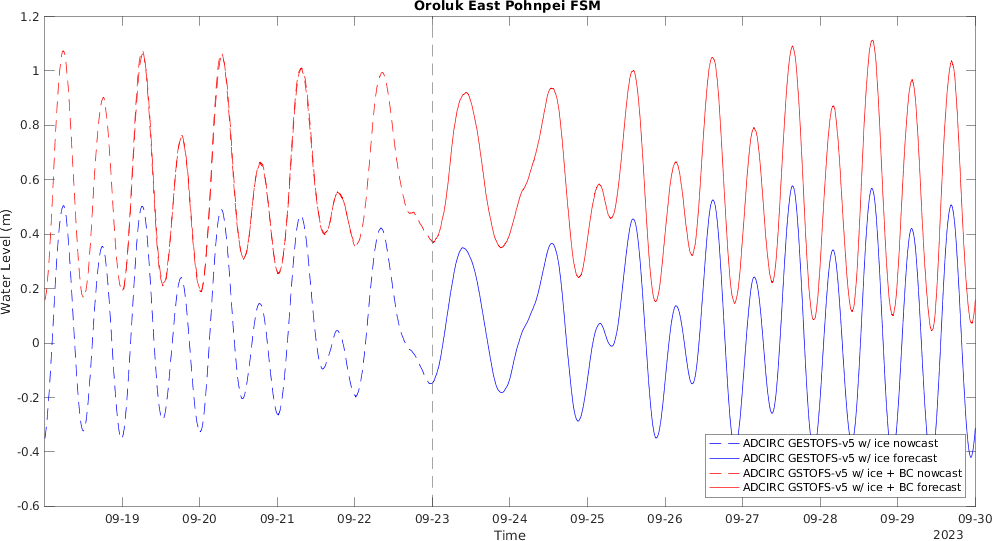 Oroluk East Pohnpei FSM
1.2
1
0.8
0.6
0.4
0.2
0
-0.2
-0.4
-0.6
Water Level (m)
ADCIRC GESTOFS-v5 w/ ice nowcast
ADCIRC GESTOFS-v5 w/ ice forecast
ADCIRC GSTOFS-v5 w/ ice + BC nowcast
ADCIRC GSTOFS-v5 w/ ice + BC forecast
09-19 09-20 09-21 09-22 09-23 09-24 09-25 09-26 09-27 09-28 09-29 09-30
Time
2023